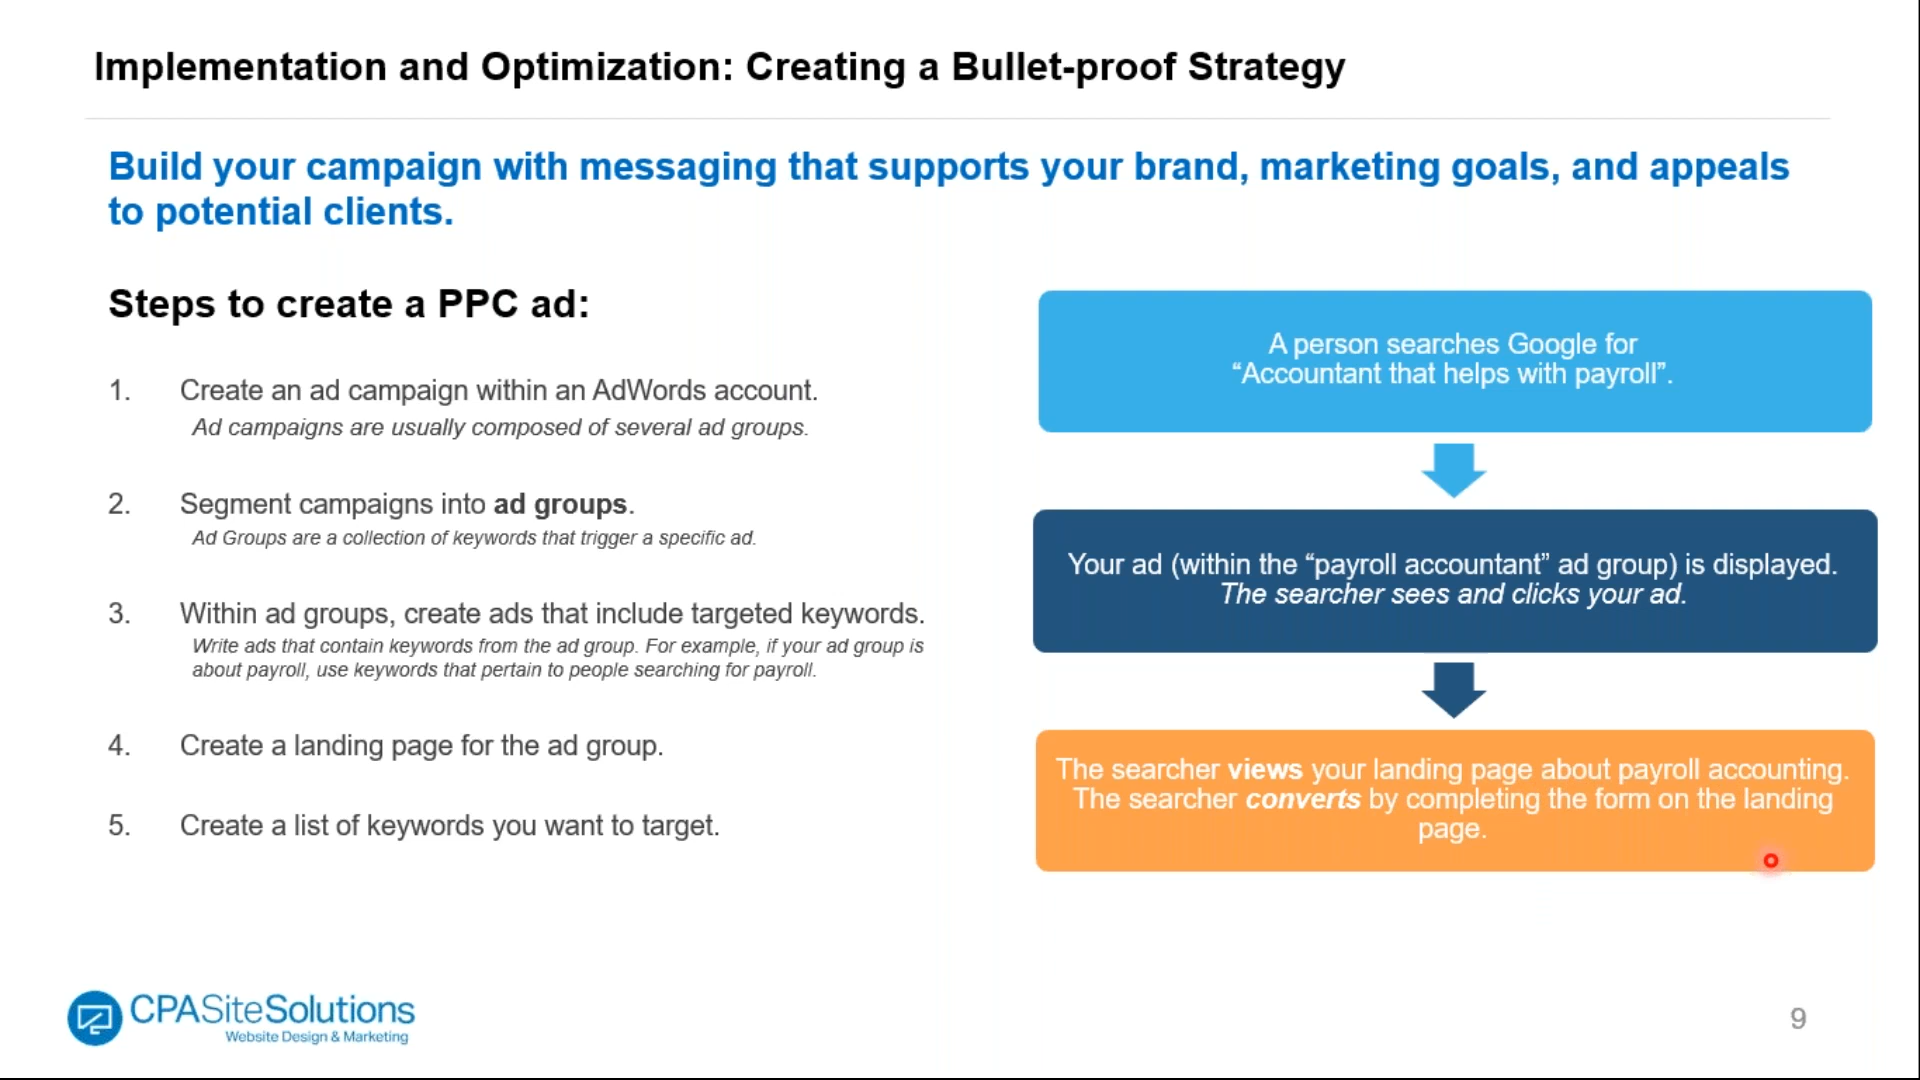 Implementation and Optimization: Creating a Bullet-proof Strategy
Build your campaign with messaging that supports your brand, marketing goals, and appeals
to potential clients.
Steps to create a PPC ad:
1. Create an ad campaign within an AdWords account.
Ad campaigns are usually composed of several ad groups.
2. Segment campaigns into ad groups.
Ad Groups are a collection of keywords that trigger a specific ad.
3. Within ad groups, create ads that include targeted keywords.
Write ads that contain keywords from the ad group. For example, if your ad group is
about payroll, use keywords that pertain to people searching for payroll.
4. Create a landing page for the ad group.
5. Create a list of keywords you want to target.
A person searches Google for
“Accountant that helps with payroll”.
Your ad (within the “payroll accountant” ad group) is displayed.
The searcher sees and clicks your ad.
The searcher views your landing page about payroll accounting.
The searcher converts by completing the form on the landing
page.
CPASiteSolutions
Website Design & Marketing
9